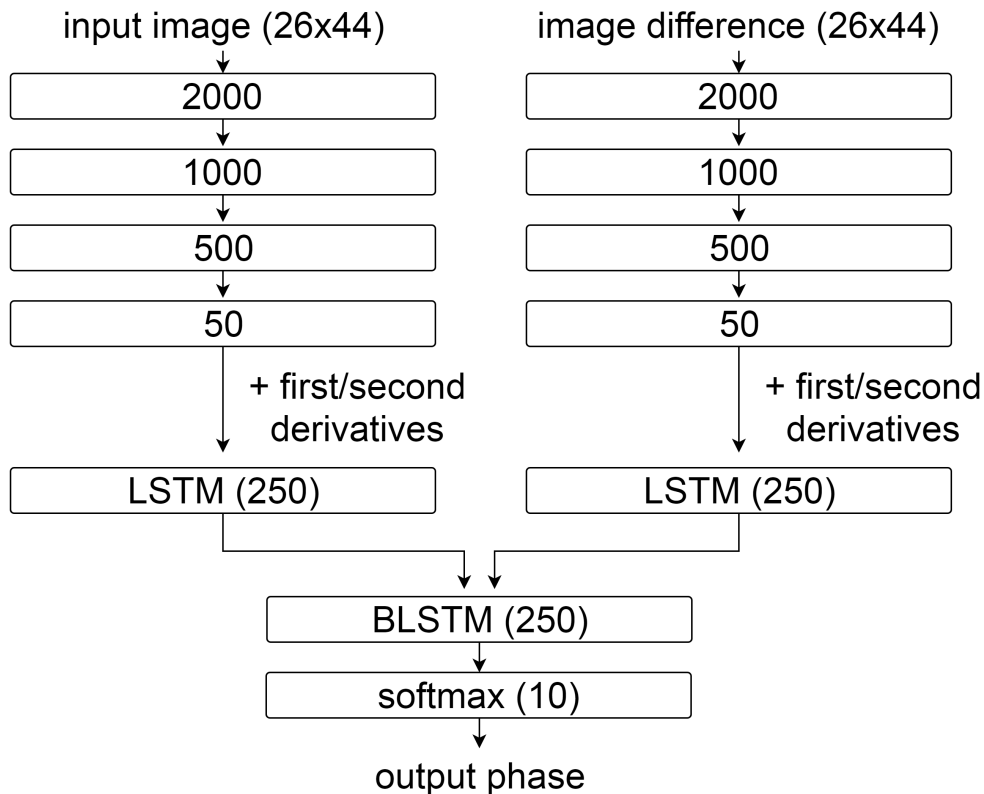 input image (26x44)
2000
1000
500
50
+ first/second
derivatives
LSTM (250)
image difference (26x44)
2000
1000
500
50
+ first/second
derivatives
LSTM (250)
BLSTM (250)
softmax (10)
output phase